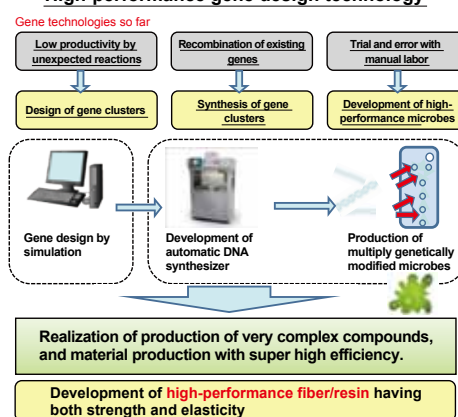 High performance gene design technology
Gene technologies so far
Low productivity by
unexpected reactions
Recombination of existing
genes
Trial and error with
manual labor
Design of gene clusters
Synthesis of gene
clusters
Development of high-
performance microbes
Gene design by
simulation
Development of
automatic DNA
synthesizer
Production of
multiply genetically
modified microbes
Realization of production of very complex compounds,
and material production with super high efficiency.
Development of high-performance fiber/resin having
both strength and elasticity